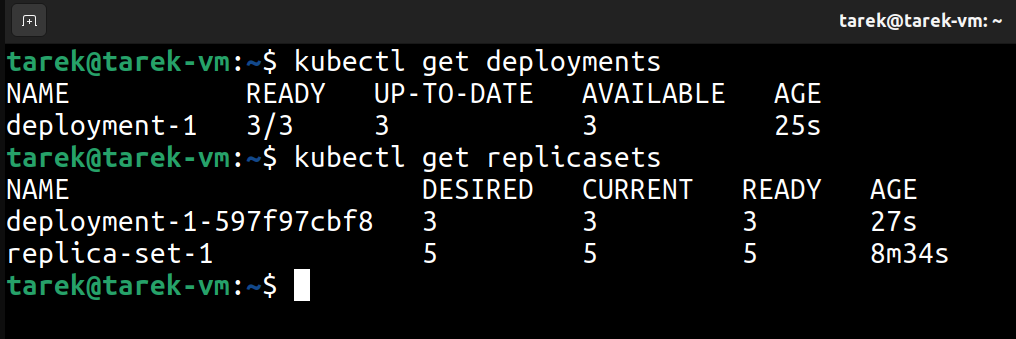 tarek@tarek-vm: ~
tarek@tarek-vm:~$ kubectl get deployments
NAME           READY   UP-TO-DATE   AVAILABLE   AGE
deployment-1   3/3     3            3           25s
tarek@tarek-vm:~$ kubectl get replicasets
NAME                      DESIRED   CURRENT   READY   AGE
deployment-1-597f97cbf8   3         3         3       27s
replica-set-1             5         5         5       8m34s
tarek@tarek-vm:~$